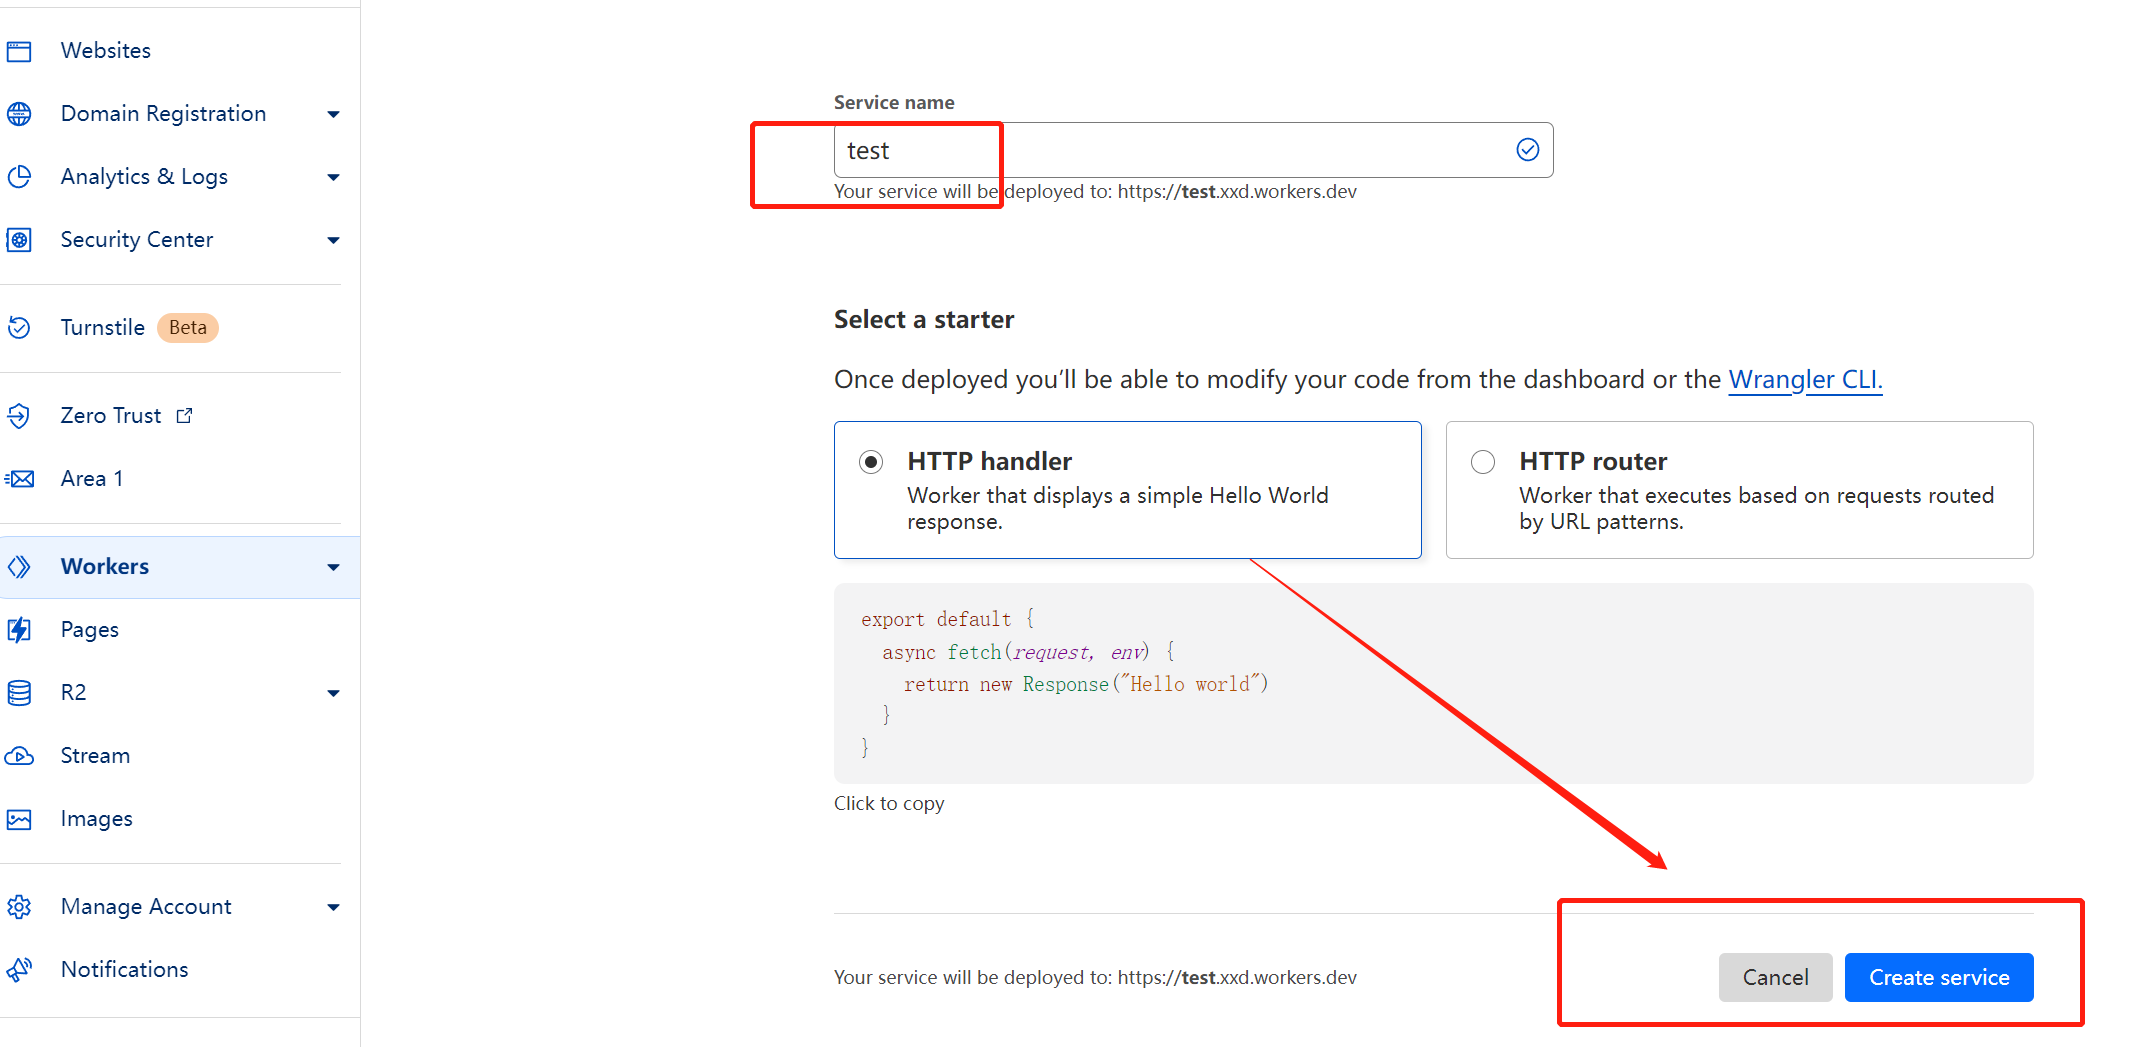 Websites
Domain Registration
Analytics & Logs
Security Center
Turnstile Beta
Zero Trust
Area 1
Workers
Pages
R2
Stream
Images
Manage Account
Notifications
Service name
test
Your service will be deployed to: https://test.xxd.workers.dev
Select a starter
Once deployed you’ll be able to modify your code from the dashboard or the Wrangler CLI.
HTTP handler
Worker that displays a simple Hello World
response.
HTTP router
Worker that executes based on requests routed
by URL patterns.
export default {
  async fetch(request, env) {
    return new Response("Hello world")
  }
}
Click to copy
Your service will be deployed to: https://test.xxd.workers.dev
Cancel
Create service